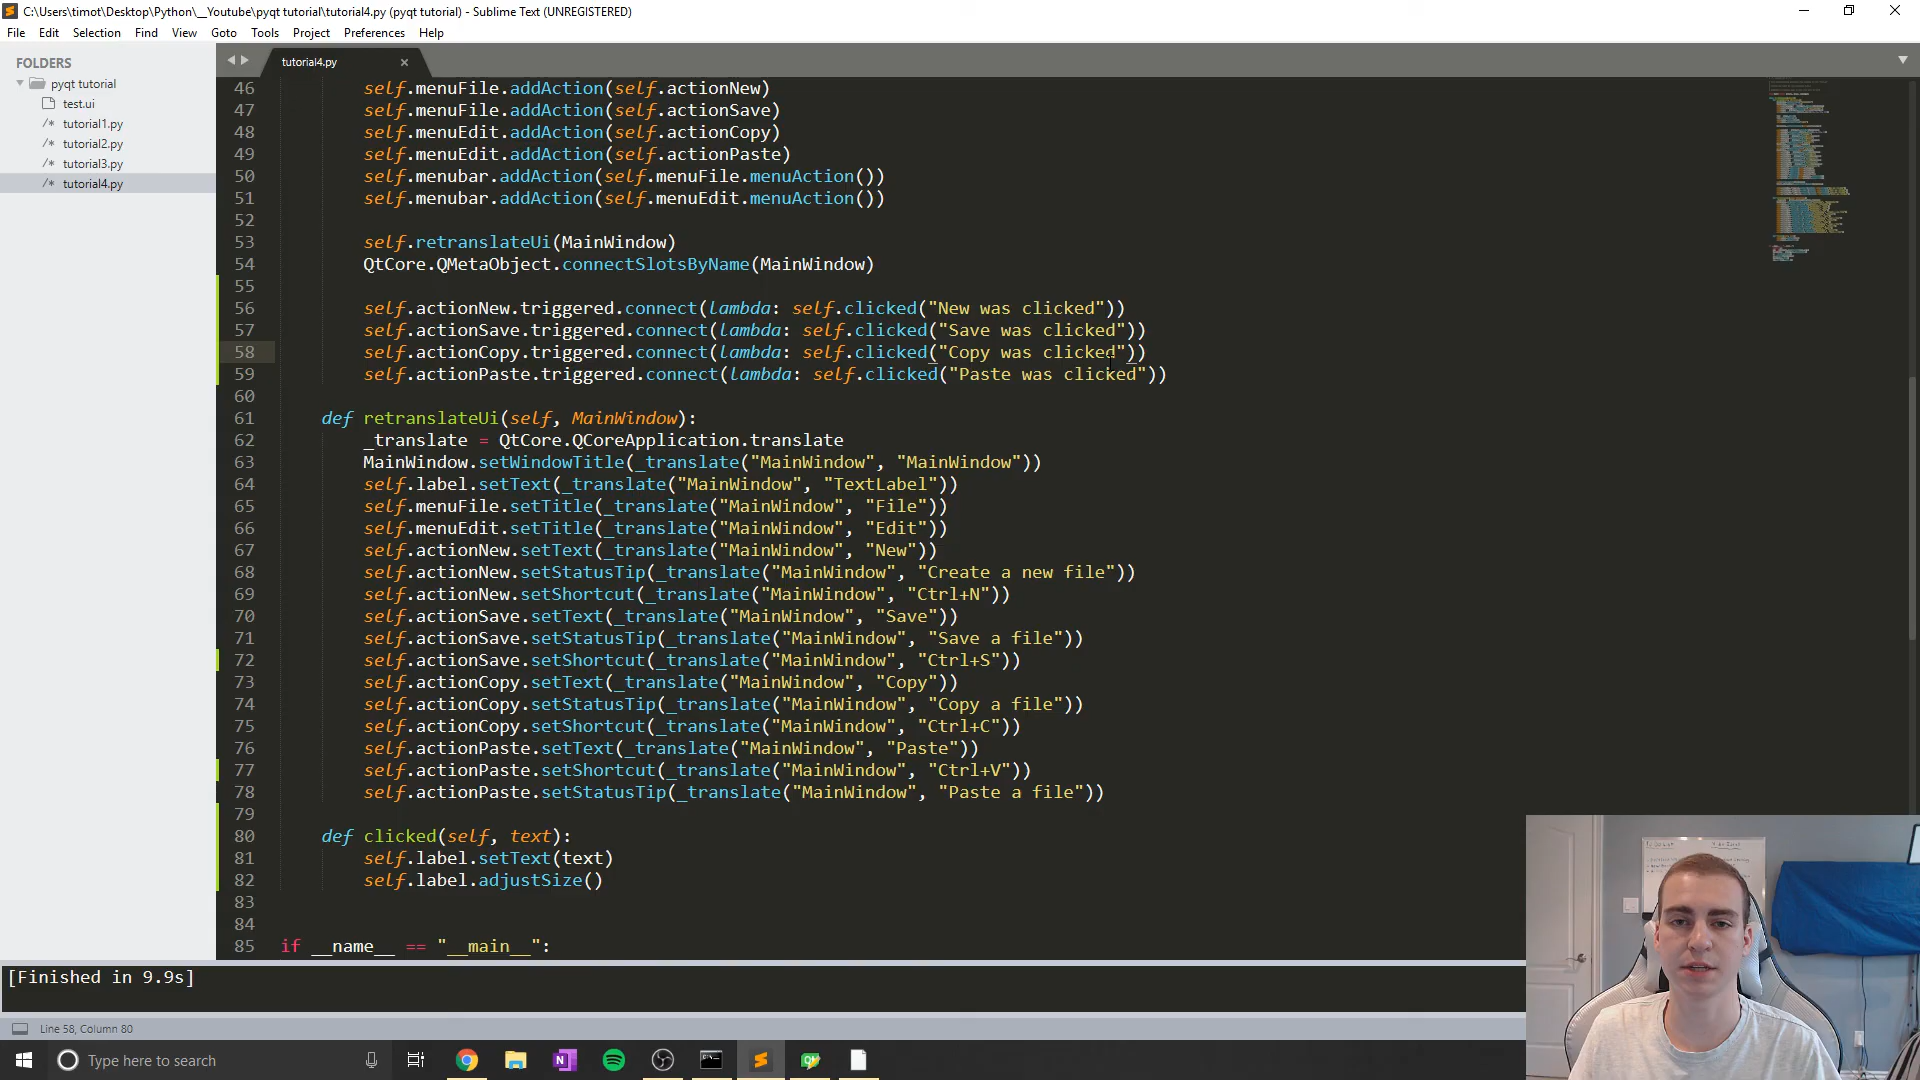 C:\Users\timot\Desktop\Python\__Youtube\pyqt tutorial\tutorial4.py (pyqt tutorial) - Sublime Text (UNREGISTERED)
File Edit Selection Find View Goto Tools Project Preferences Help
FOLDERS
pyqt tutorial
test.ui
/* tutorial1.py
/* tutorial2.py
/* tutorial3.py
/* tutorial4.py
tutorial4.py
46 self.menuFile.addAction(self.actionNew)
47 self.menuFile.addAction(self.actionSave)
48 self.menuEdit.addAction(self.actionCopy)
49 self.menuEdit.addAction(self.actionPaste)
50 self.menubar.addAction(self.menuFile.menuAction())
51 self.menubar.addAction(self.menuEdit.menuAction())
52
53 self.retranslateUi(MainWindow)
54 QtCore.QMetaObject.connectSlotsByName(MainWindow)
55
56 self.actionNew.triggered.connect(lambda: self.clicked("New was clicked"))
57 self.actionSave.triggered.connect(lambda: self.clicked("Save was clicked"))
58 self.actionCopy.triggered.connect(lambda: self.clicked("Copy was clicked"))
59 self.actionPaste.triggered.connect(lambda: self.clicked("Paste was clicked"))
60
61 def retranslateUi(self, MainWindow):
62 _translate = QtCore.QCoreApplication.translate
63 MainWindow.setWindowTitle(_translate("MainWindow", "MainWindow"))
64 self.label.setText(_translate("MainWindow", "TextLabel"))
65 self.menuFile.setTitle(_translate("MainWindow", "File"))
66 self.menuEdit.setTitle(_translate("MainWindow", "Edit"))
67 self.actionNew.setText(_translate("MainWindow", "New"))
68 self.actionNew.setStatusTip(_translate("MainWindow", "Create a new file"))
69 self.actionNew.setShortcut(_translate("MainWindow", "Ctrl+N"))
70 self.actionSave.setText(_translate("MainWindow", "Save"))
71 self.actionSave.setStatusTip(_translate("MainWindow", "Save a file"))
72 self.actionSave.setShortcut(_translate("MainWindow", "Ctrl+S"))
73 self.actionCopy.setText(_translate("MainWindow", "Copy"))
74 self.actionCopy.setStatusTip(_translate("MainWindow", "Copy a file"))
75 self.actionCopy.setShortcut(_translate("MainWindow", "Ctrl+C"))
76 self.actionPaste.setText(_translate("MainWindow", "Paste"))
77 self.actionPaste.setShortcut(_translate("MainWindow", "Ctrl+V"))
78 self.actionPaste.setStatusTip(_translate("MainWindow", "Paste a file"))
79
80 def clicked(self, text):
81 self.label.setText(text)
82 self.label.adjustSize()
83
84
85 if __name__ == "__main__":
[Finished in 9.9s]
Line 58, Column 80
Type here to search